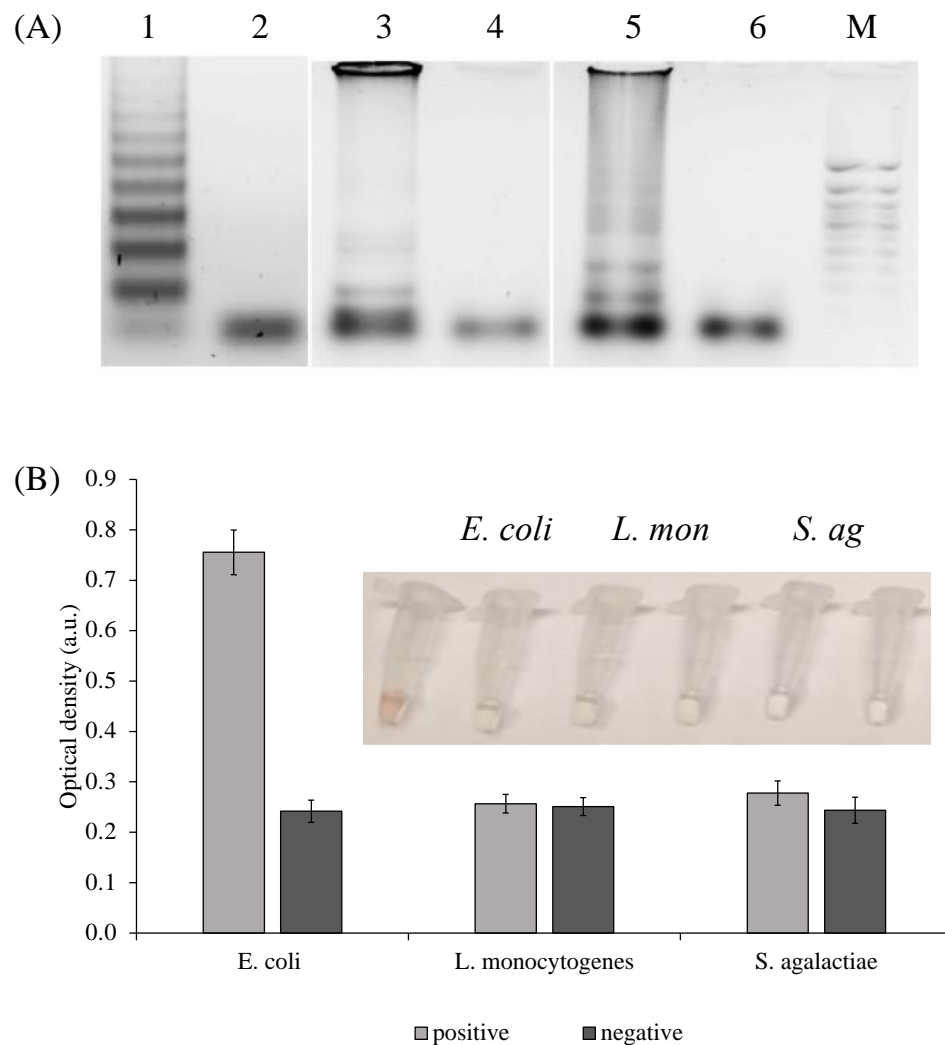 (A) 1 2 3 4 5 6 M
(B)
0.9
0.8
0.7
0.6
0.5
0.4
0.3
0.2
0.1
0.0
Optical density (a.u.)
E. coli L. mon S. ag
E. coli L. monocytogenes S. agalactiae
positive negative